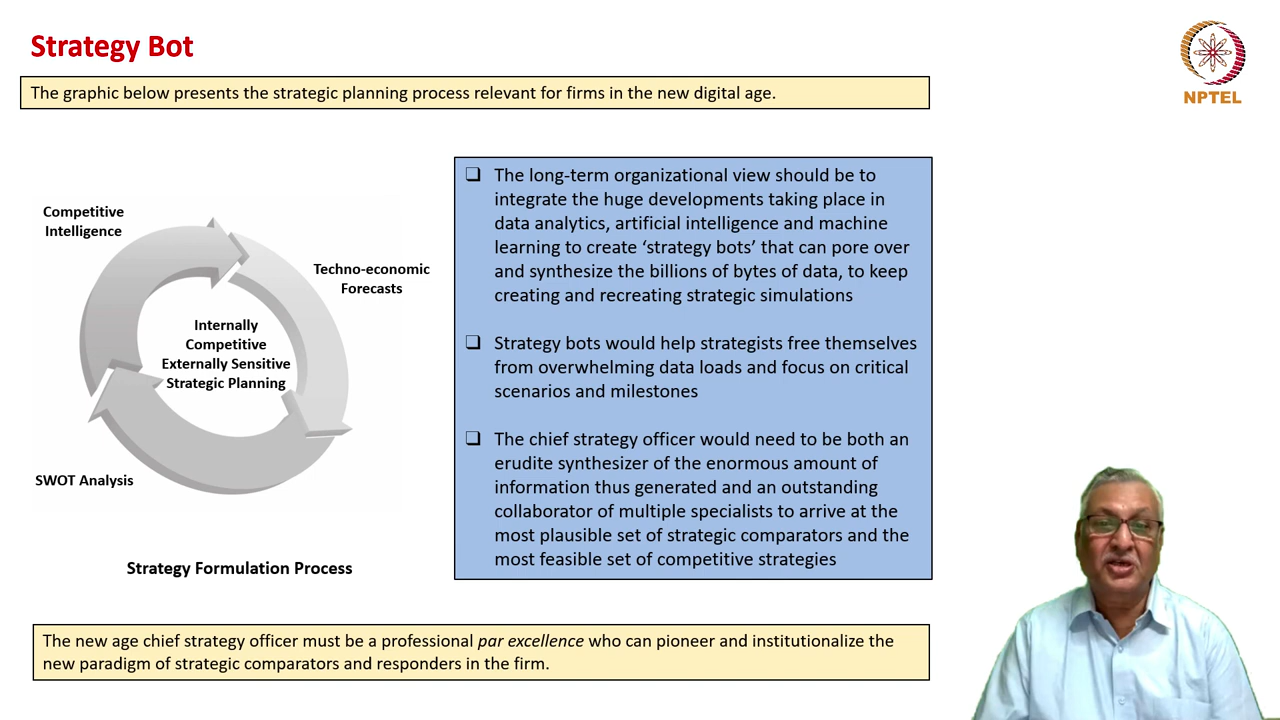 Strategy Bot
NPTEL
The graphic below presents the strategic planning process relevant for firms in the new digital age.
Competitive
Intelligence
Techno-economic
Forecasts
Internally
Competitive
Externally Sensitive
Strategic Planning
SWOT Analysis
Strategy Formulation Process
❑ The long-term organizational view should be to
integrate the huge developments taking place in
data analytics, artificial intelligence and machine
learning to create ‘strategy bots’ that can pore over
and synthesize the billions of bytes of data, to keep
creating and recreating strategic simulations
❑ Strategy bots would help strategists free themselves
from overwhelming data loads and focus on critical
scenarios and milestones
❑ The chief strategy officer would need to be both an
erudite synthesizer of the enormous amount of
information thus generated and an outstanding
collaborator of multiple specialists to arrive at the
most plausible set of strategic comparators and the
most feasible set of competitive strategies
The new age chief strategy officer must be a professional par excellence who can pioneer and institutionalize the
new paradigm of strategic comparators and responders in the firm.